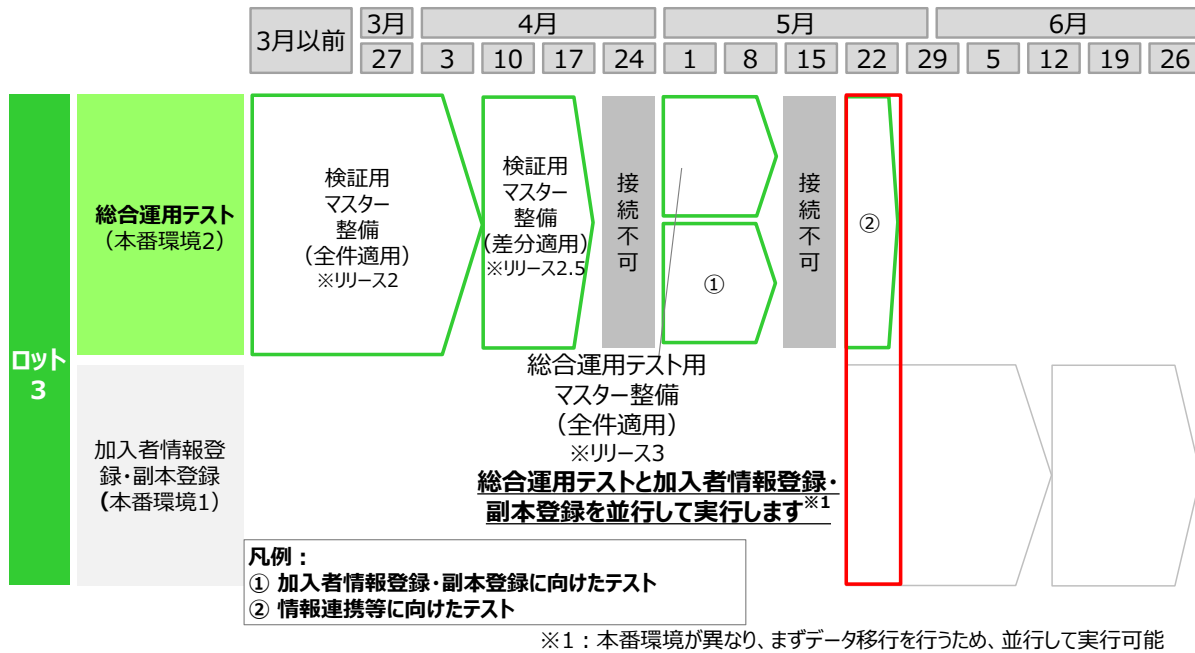 3月以前
3月
4月
5月
6月
27
3
10
17
24
1
8
15
22
29
5
12
19
26
ロット
3
総合運用テスト
（本番環境2）
検証用
マスター
整備
（全件適用）
※リリース2
検証用
マスター
整備
（差分適用）
※リリース2.5
接続不可
①
接続不可
②
総合運用テスト用
マスター整備
（全件適用）
※リリース3
加入者情報登
録・副本登録
（本番環境1）
総合運用テストと加入者情報登録・
副本登録を並行して実行します※1
凡例：
① 加入者情報登録・副本登録に向けたテスト
② 情報連携等に向けたテスト
※1：本番環境が異なり、まずデータ移行を行うため、並行して実行可能